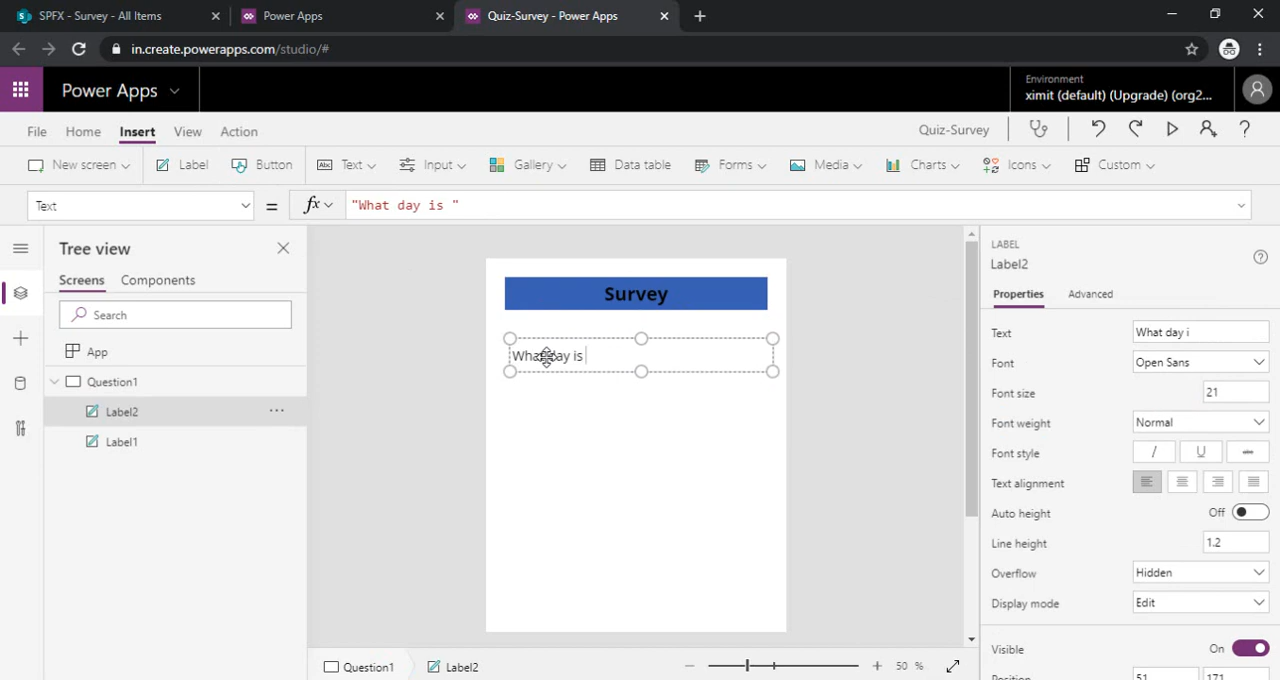 SPFX - Survey - All Items
Power Apps
Quiz-Survey - Power Apps
in.create.powerapps.com/studio/#
Power Apps
Environment
ximit (default) (Upgrade) (org2...
File Home Insert View Action
Quiz-Survey
New screen Label Button Text Input Gallery Data table Forms Media Charts Icons Custom
Text = fx "What day is "
Tree view
Screens Components
Search
App
Question1
Label2 ...
Label1
Survey
What day is
LABEL
Label2
Properties Advanced
Text What day i
Font Open Sans
Font size 21
Font weight Normal
Font style / U abc
Text alignment
Auto height Off
Line height 1.2
Overflow Hidden
Display mode Edit
Visible On
Position 51 171
Question1 Label2
50 %